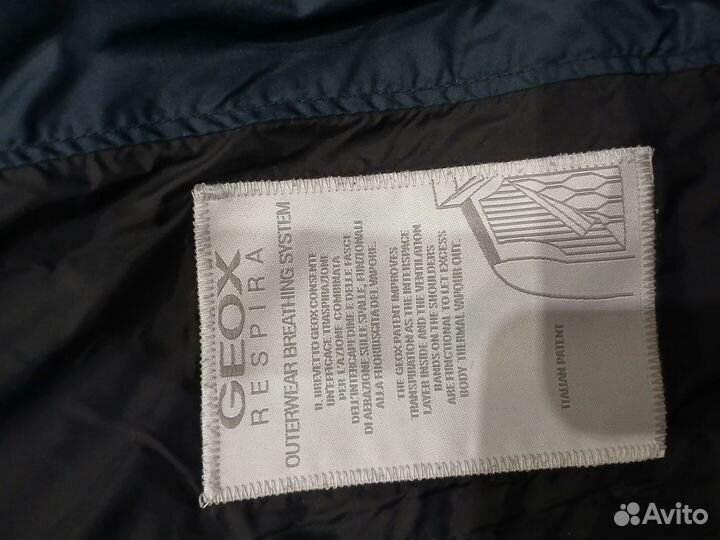 GEOX
RESPIRA
OUTERWEAR BREATHING SYSTEM
IL BREVETTO GEOX CONSENTE
UN'EFFICACE TRASPIRAZIONE
PER L'AZIONE COMBINATA
DELL'INTERCAPEDINE E DELLE FASCE
DI AERAZIONE SULLE SPALLE, FUNZIONALI
ALLA FUORIUSCITA DEL VAPORE.
THE GEOX PATENT IMPROVES
TRANSPIRATION AS THE INTERSPACE
LAYER INSIDE AND THE VENTILATION
BANDS ON THE SHOULDERS
ARE FUNCTIONAL TO LET EXCESS
BODY THERMAL VAPOUR OUT.
ITALIAN PATENT
Avito